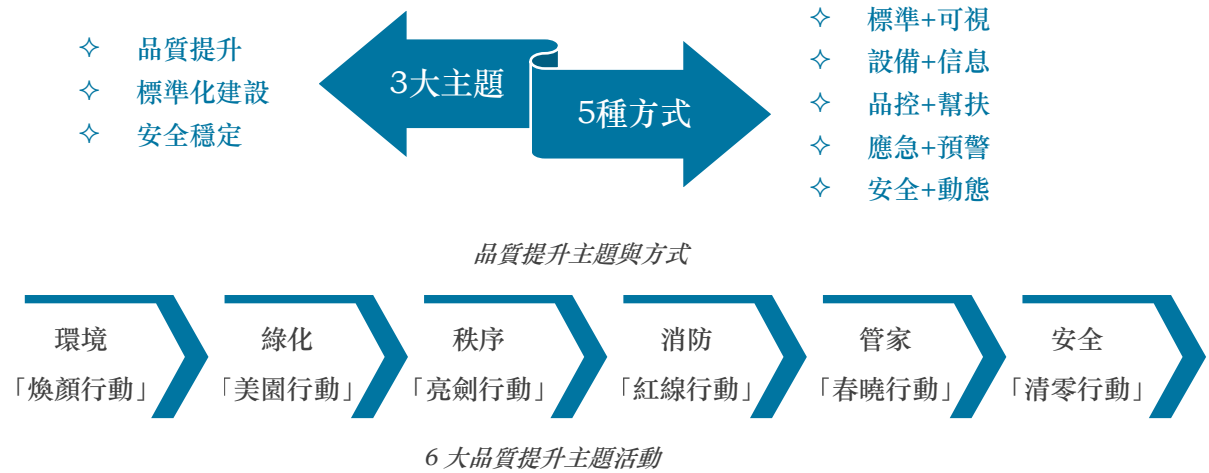 品質提升
標準化建設
安全穩定
3大主題
5種方式
標準+可視
設備+信息
品控+幫扶
應急+預警
安全+動態
品質提升主題與方式
環境
「煥顏行動」
綠化
「美園行動」
秩序
「亮劍行動」
消防
「紅線行動」
管家
「春曉行動」
安全
「清零行動」
6 大品質提升主題活動